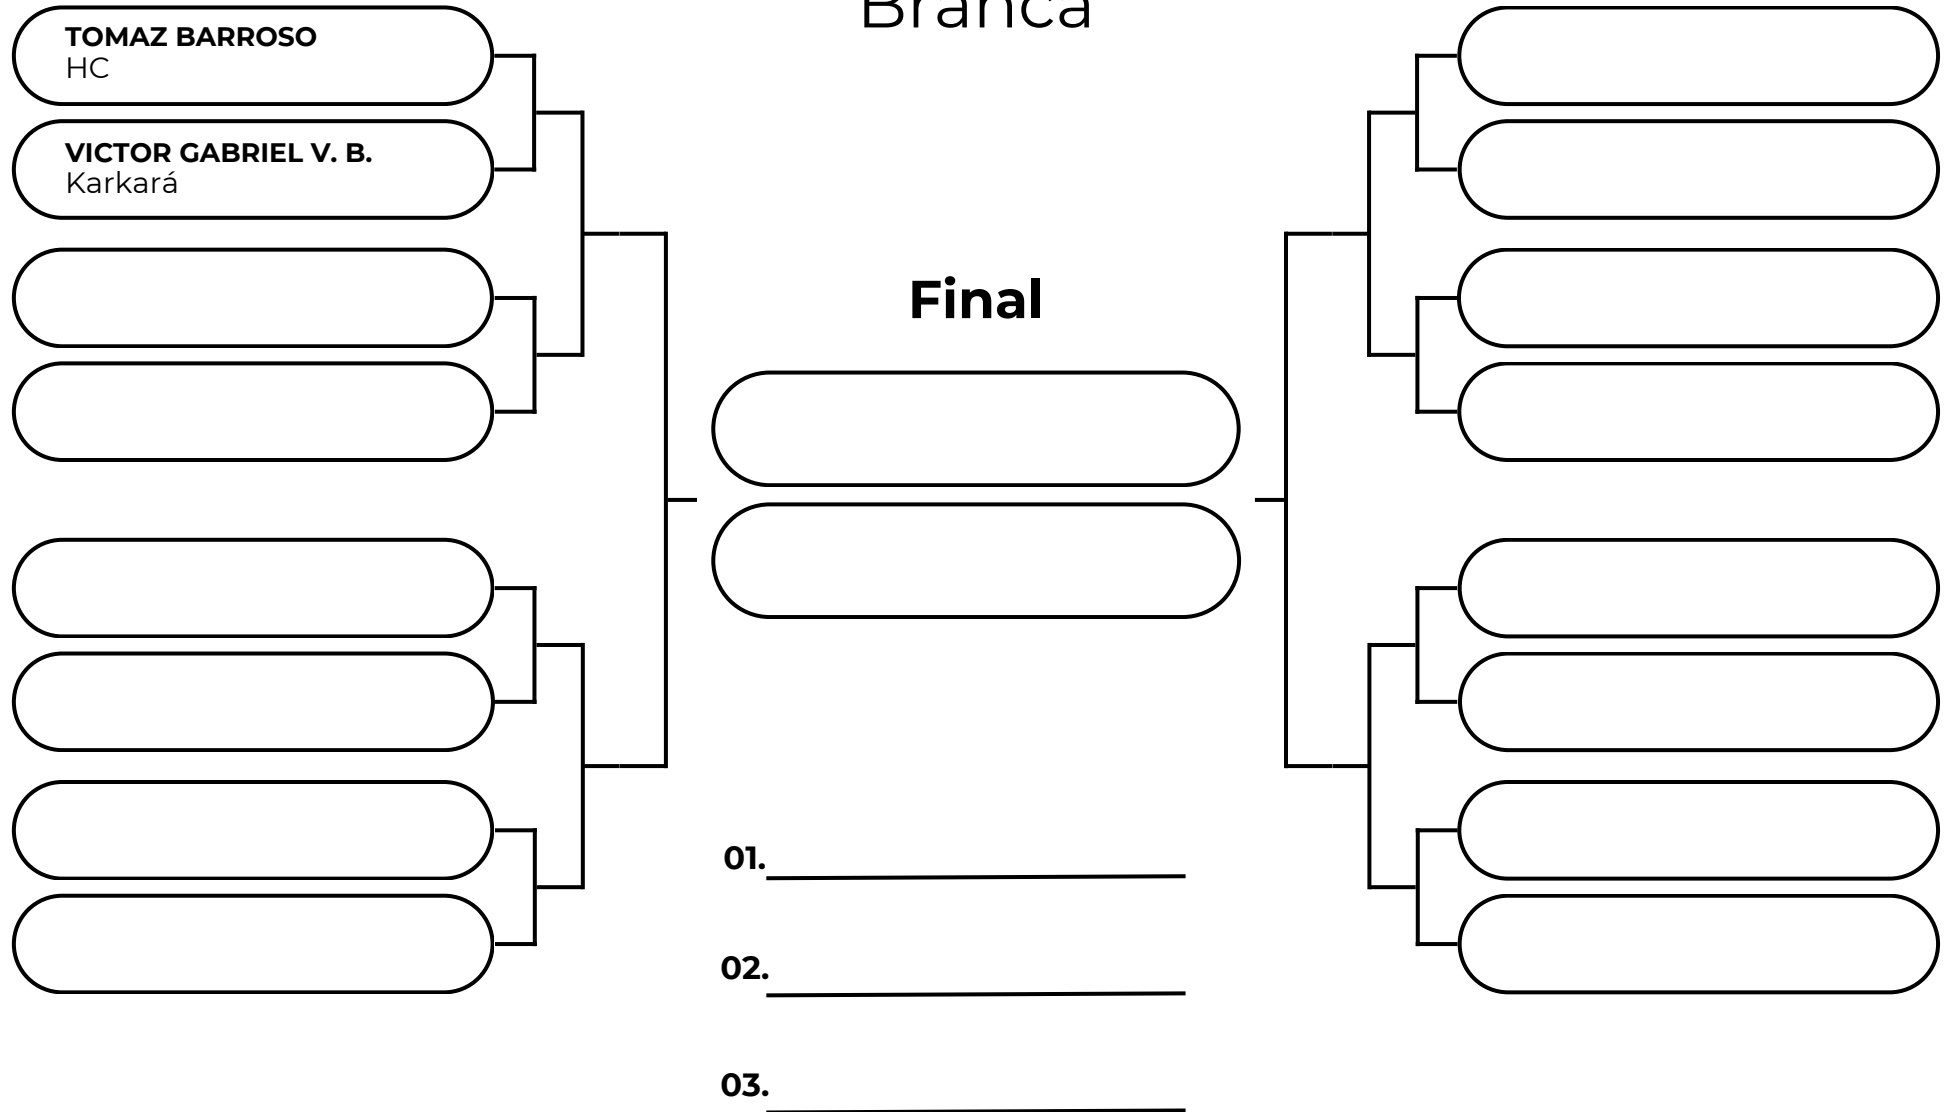 Branca
TOMAZ BARROSO
HC
VICTOR GABRIEL V. B.
Karkará
Final
01.
02.
03.